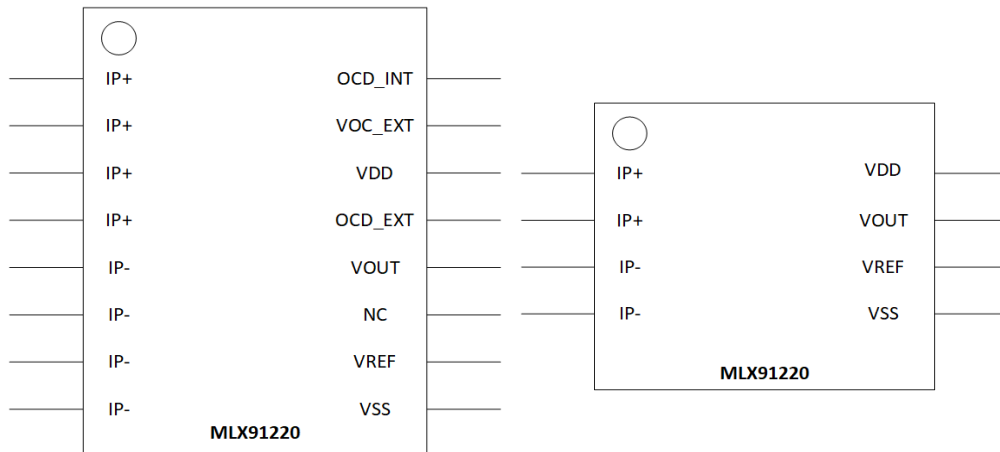 IP+ OCD_INT
IP+ VOC_EXT
IP+ VDD
IP+ OCD_EXT
IP- VOUT
IP- NC
IP- VREF
IP- VSS
MLX91220
IP+ VDD
IP+ VOUT
IP- VREF
IP- VSS
MLX91220